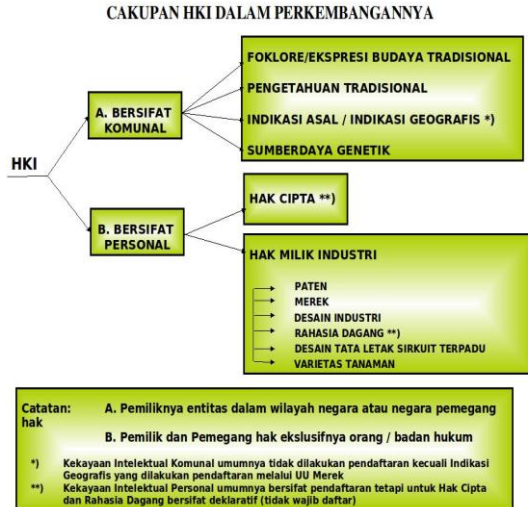 CAKUPAN HKI DALAM PERKEMBANGANNYA
HKI
A. BERSIFAT
KOMUNAL
FOKLORE/EKSPRESI BUDAYA TRADISIONAL
PENGETAHUAN TRADISIONAL
INDIKASI ASAL / INDIKASI GEOGRAFIS *)
SUMBERDAYA GENETIK
B. BERSIFAT
PERSONAL
HAK CIPTA **)
HAK MILIK INDUSTRI
PATEN
MEREK
DESAIN INDUSTRI
RAHASIA DAGANG **)
DESAIN TATA LETAK SIRKUIT TERPADU
VARIETAS TANAMAN
Catatan: A. Pemiliknya entitas dalam wilayah negara atau negara pemegang
hak
B. Pemilik dan Pemegang hak ekslusifnya orang / badan hukum
*) Kekayaan Intelektual Komunal umumnya tidak dilakukan pendaftaran kecuali Indikasi
Geografis yang dilakukan pendaftaran melalui UU Merek
**) Kekayaan Intelektual Personal umumnya bersifat pendaftaran tetapi untuk Hak Cipta
dan Rahasia Dagang bersifat deklaratif (tidak wajib daftar)